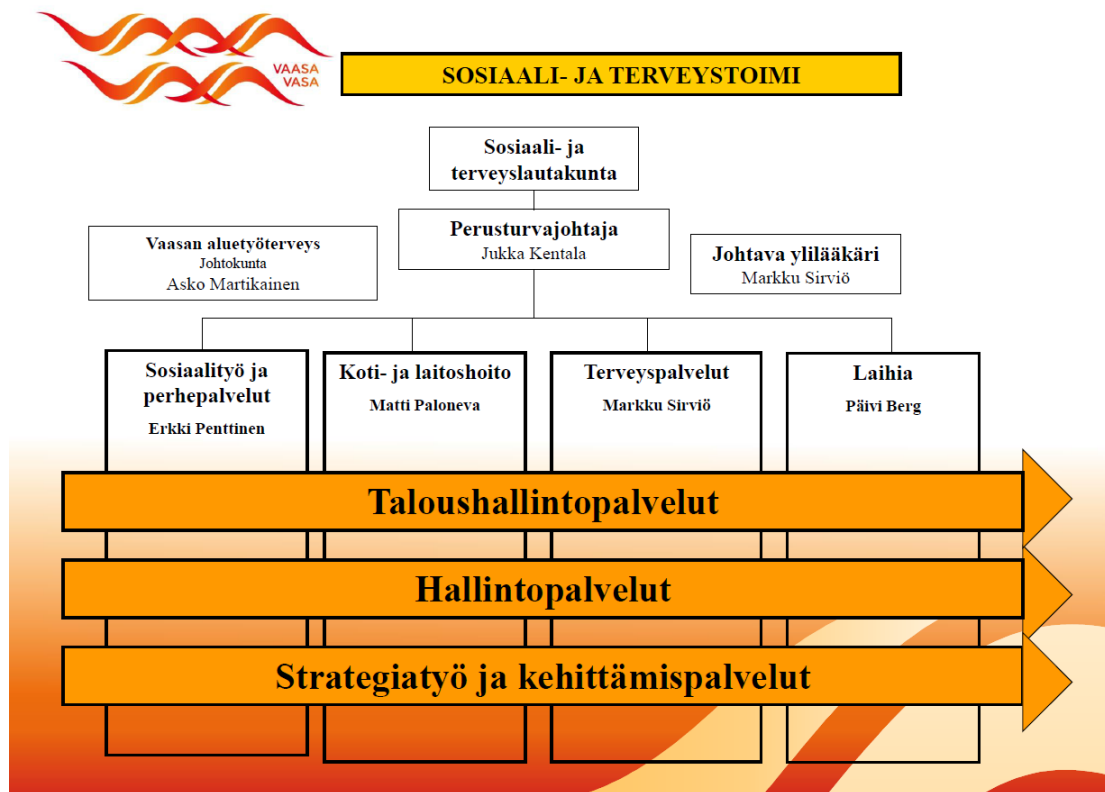 VAASA
VASA
SOSIAALI- JA TERVEYSTOIMI
Sosiaali- ja
terveyslautakunta
Perusturvajohtaja
Jukka Kentala
Vaasan aluetyöterveys
Johtokunta
Asko Martikainen
Johtava ylilääkäri
Markku Sirviö
Sosiaalityö ja
perhepalvelut
Erkki Penttinen
Koti- ja laitoshoito
Matti Paloneva
Terveyspalvelut
Markku Sirviö
Laihia
Päivi Berg
Taloushallintopalvelut
Hallintopalvelut
Strategiatyö ja kehittämispalvelut